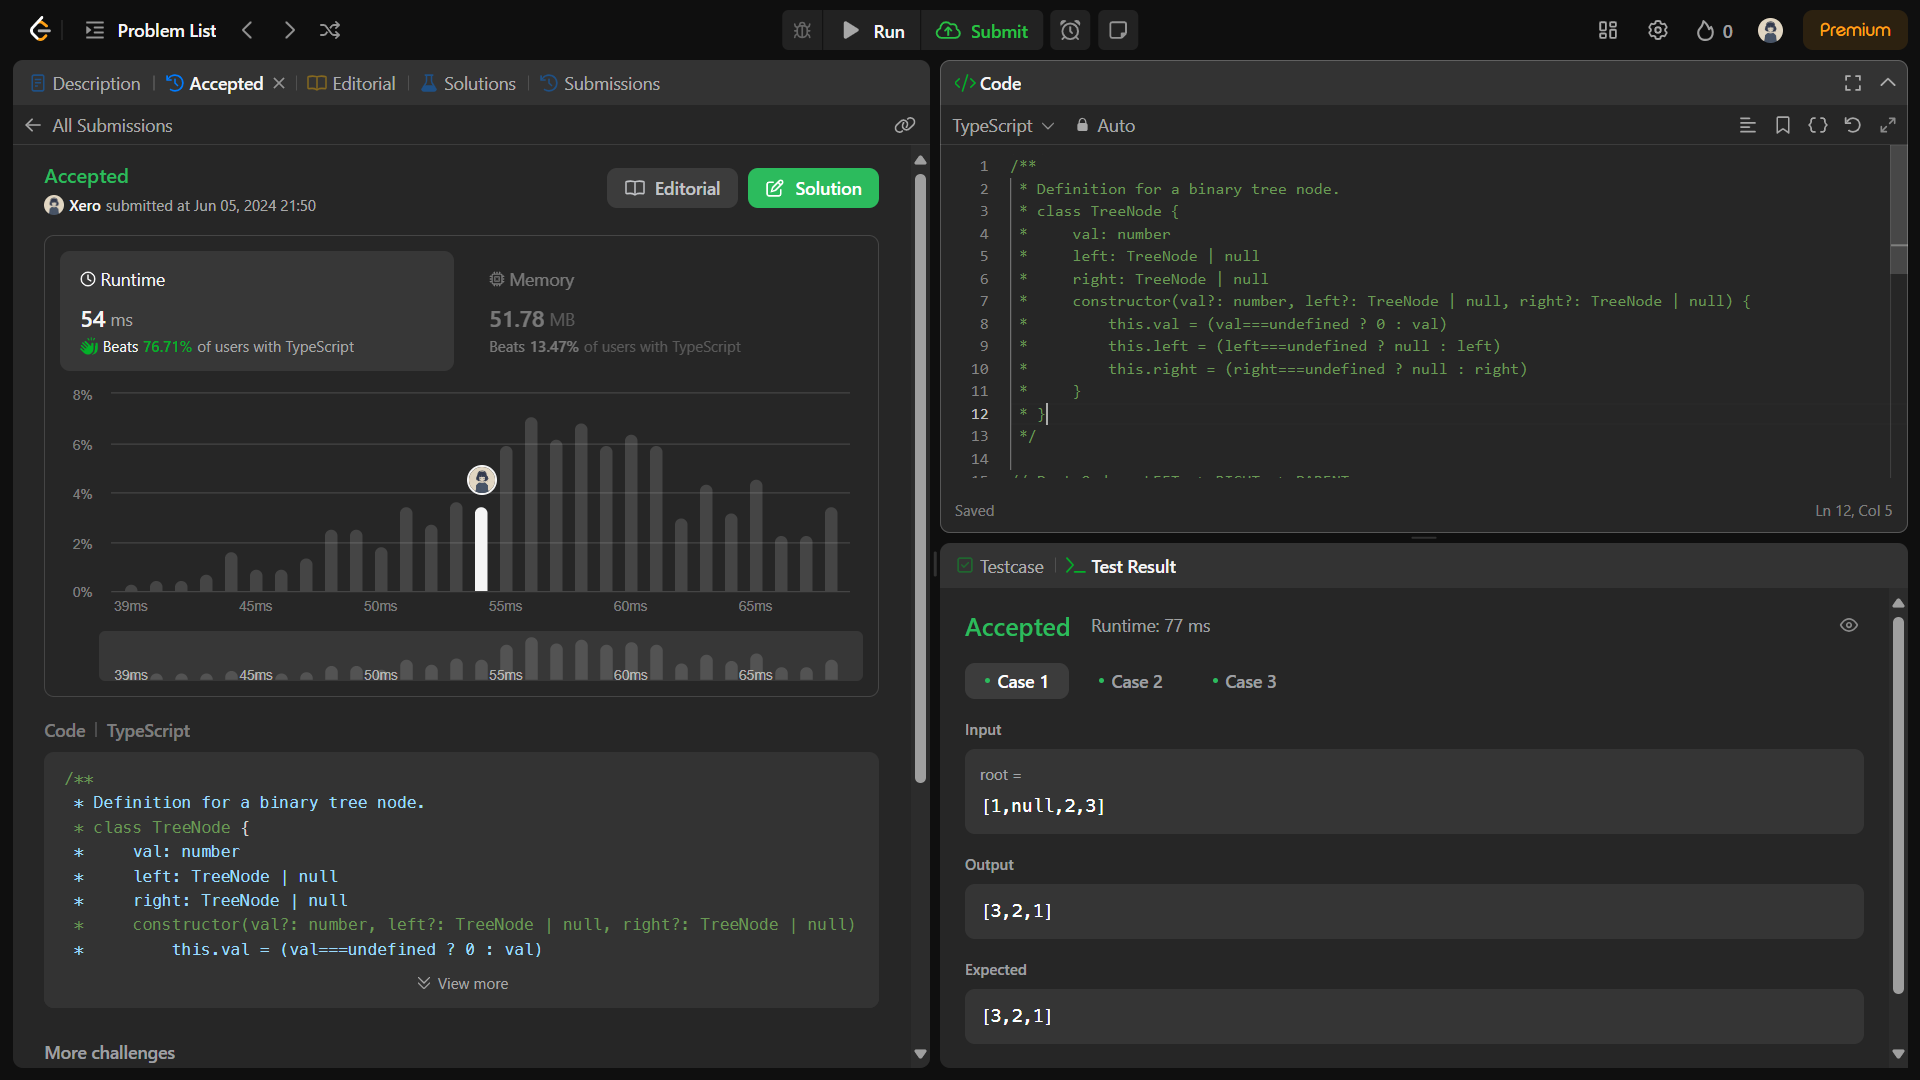 Problem List
Run
Submit
0
Premium
Description
Accepted
Editorial
Solutions
Submissions
All Submissions
Accepted
Xero submitted at Jun 05, 2024 21:50
Editorial
Solution
Runtime
54 ms
Beats 76.71% of users with TypeScript
Memory
51.78 MB
Beats 13.47% of users with TypeScript
8%
6%
4%
2%
0%
39ms 45ms 50ms 55ms 60ms 65ms
39ms 45ms 50ms 55ms 60ms 65ms
Code | TypeScript
/**
* Definition for a binary tree node.
* class TreeNode {
* val: number
* left: TreeNode | null
* right: TreeNode | null
* constructor(val?: number, left?: TreeNode | null, right?: TreeNode | null)
* this.val = (val===undefined ? 0 : val)
View more
More challenges
</> Code
TypeScript
Auto
1 /**
2 * Definition for a binary tree node.
3 * class TreeNode {
4 * val: number
5 * left: TreeNode | null
6 * right: TreeNode | null
7 * constructor(val?: number, left?: TreeNode | null, right?: TreeNode | null) {
8 * this.val = (val===undefined ? 0 : val)
9 * this.left = (left===undefined ? null : left)
10 * this.right = (right===undefined ? null : right)
11 * }
12 * }
13 */
14
Saved
Ln 12, Col 5
Testcase
Test Result
Accepted
Runtime: 77 ms
Case 1
Case 2
Case 3
Input
root =
[1,null,2,3]
Output
[3,2,1]
Expected
[3,2,1]